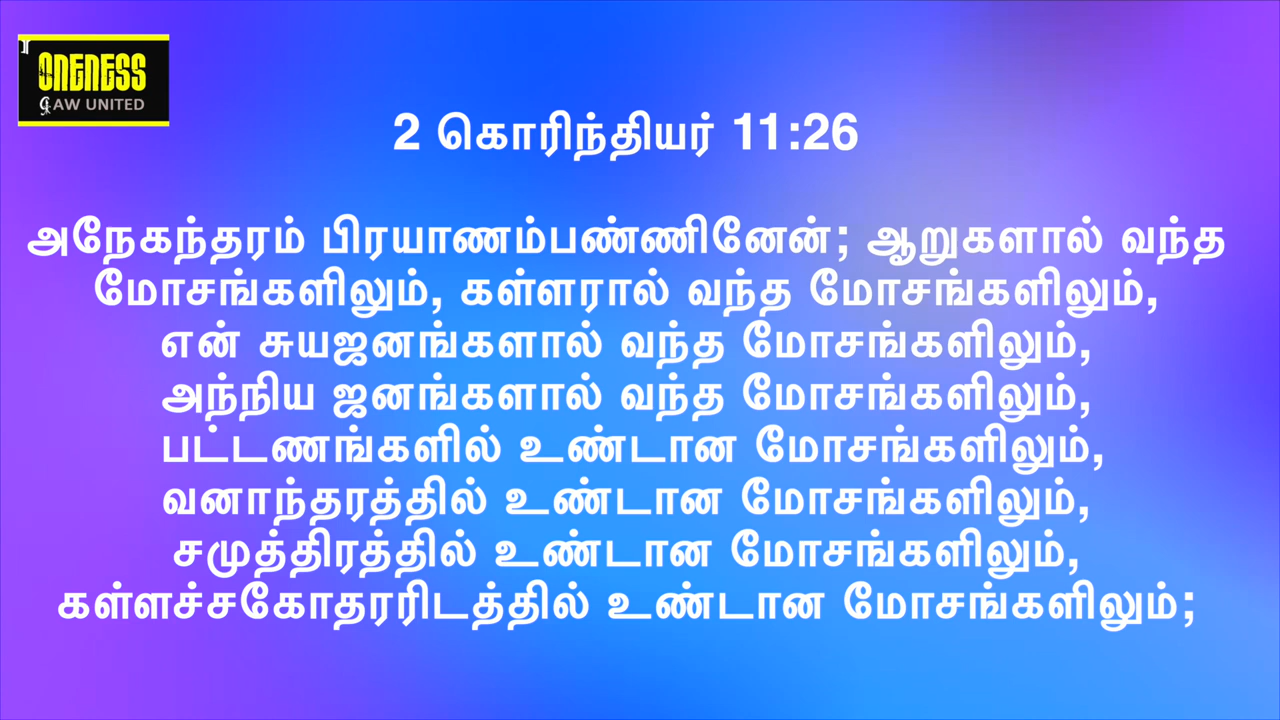 ONENESS
LAW UNITED
2 கொரிந்தியர் 11:26
அநேகந்தரம் பிரயாணம்பண்ணினேன்; ஆறுகளால் வந்த
மோசங்களிலும், கள்ளரால் வந்த மோசங்களிலும்,
என் சுயஜனங்களால் வந்த மோசங்களிலும்,
அந்நிய ஜனங்களால் வந்த மோசங்களிலும்,
பட்டணங்களில் உண்டான மோசங்களிலும்,
வனாந்தரத்தில் உண்டான மோசங்களிலும்,
சமுத்திரத்தில் உண்டான மோசங்களிலும்,
கள்ளச்சகோதரரிடத்தில் உண்டான மோசங்களிலும்;